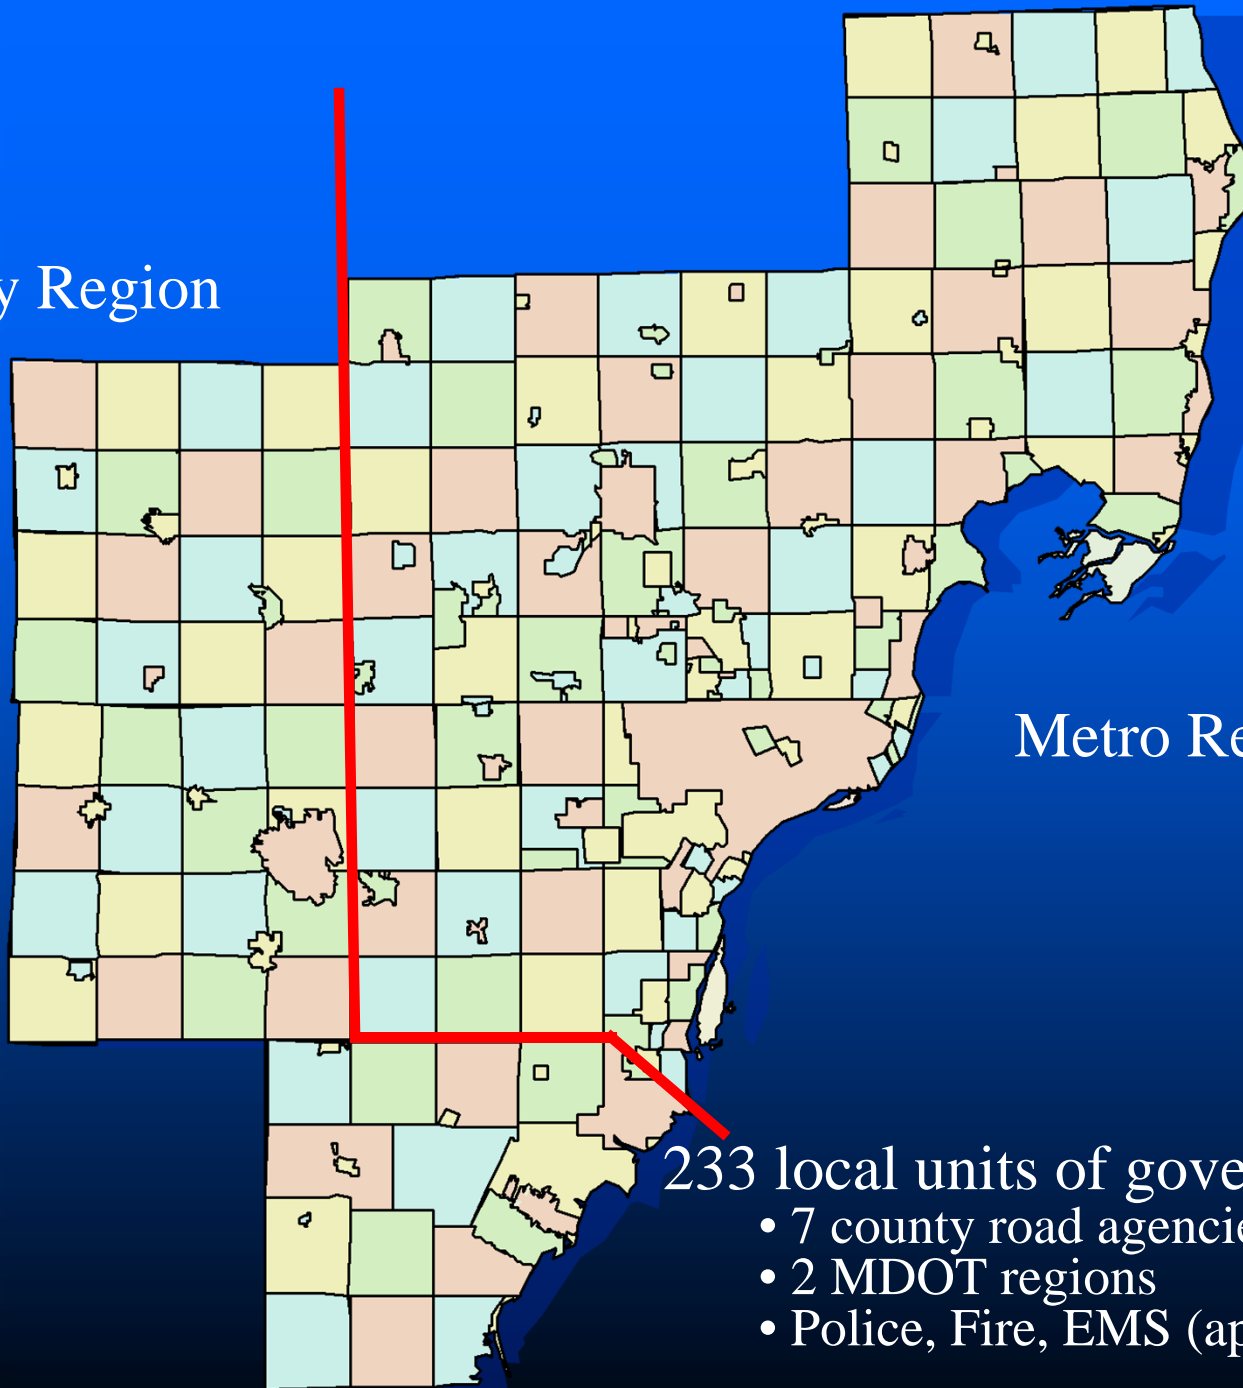 y Region
Metro Re
233 local units of gove
• 7 county road agencie
• 2 MDOT regions
• Police, Fire, EMS (ap